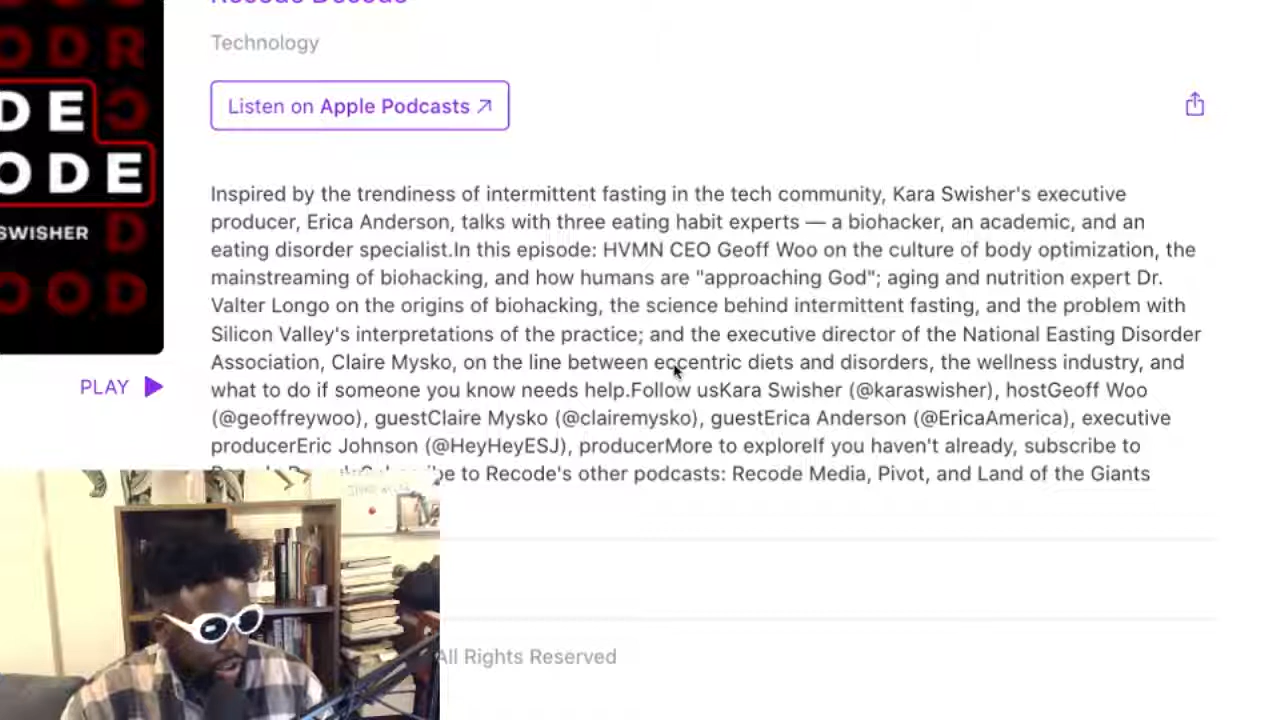 Technology
Listen on Apple Podcasts
DE
ODE
SWISHER
PLAY
Inspired by the trendiness of intermittent fasting in the tech community, Kara Swisher's executive
producer, Erica Anderson, talks with three eating habit experts — a biohacker, an academic, and an
eating disorder specialist.In this episode: HVMN CEO Geoff Woo on the culture of body optimization, the
mainstreaming of biohacking, and how humans are "approaching God"; aging and nutrition expert Dr.
Valter Longo on the origins of biohacking, the science behind intermittent fasting, and the problem with
Silicon Valley's interpretations of the practice; and the executive director of the National Easting Disorder
Association, Claire Mysko, on the line between eccentric diets and disorders, the wellness industry, and
what to do if someone you know needs help.Follow usKara Swisher (@karaswisher), hostGeoff Woo
(@geoffreywoo), guestClaire Mysko (@clairemysko), guestErica Anderson (@EricaAmerica), executive
producerEric Johnson (@HeyHeyESJ), producerMore to exploreIf you haven't already, subscribe to
to Recode's other podcasts: Recode Media, Pivot, and Land of the Giants
All Rights Reserved